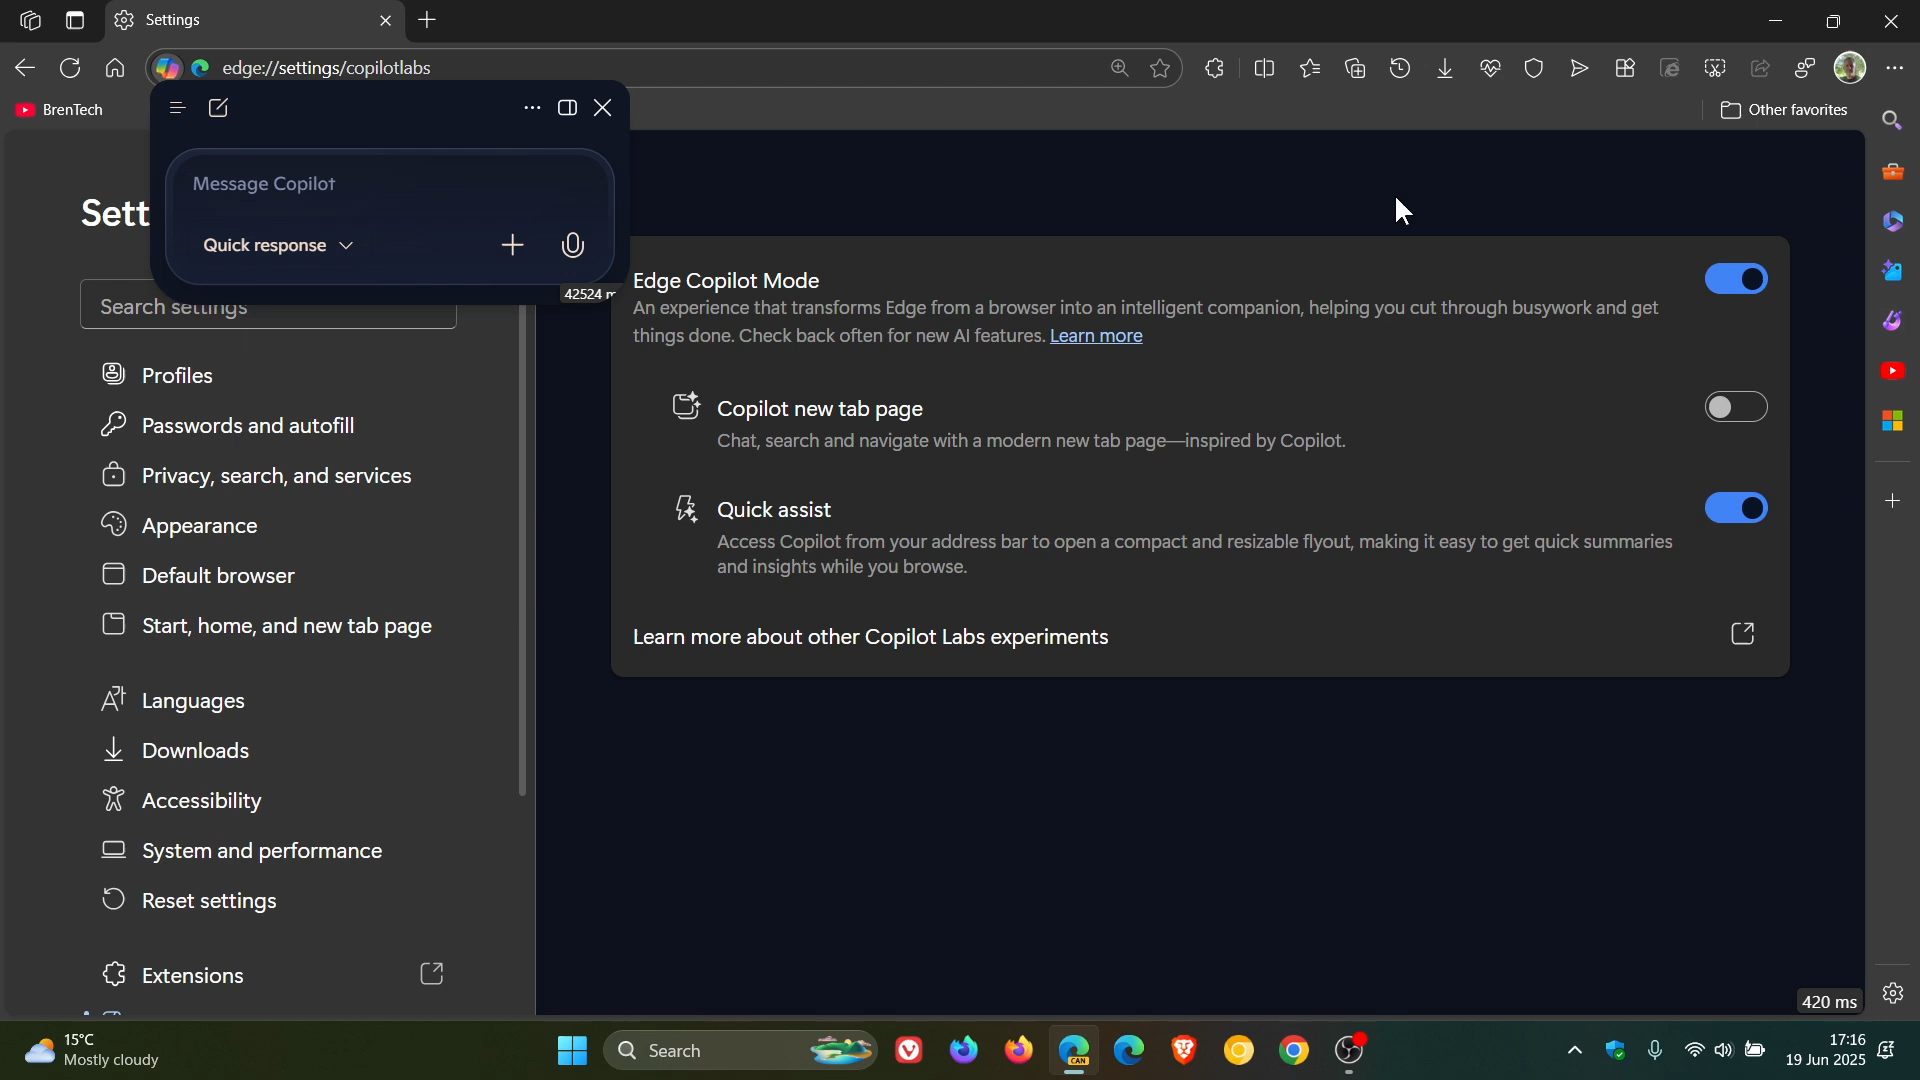 Settings
edge://settings/copilotlabs
BrenTech
Other favorites
Message Copilot
Quick response
42524 m
Sett
Search settings
Profiles
Passwords and autofill
Privacy, search, and services
Appearance
Default browser
Start, home, and new tab page
Languages
Downloads
Accessibility
System and performance
Reset settings
Extensions
Edge Copilot Mode
An experience that transforms Edge from a browser into an intelligent companion, helping you cut through busywork and get
things done. Check back often for new AI features. Learn more
Copilot new tab page
Chat, search and navigate with a modern new tab page—inspired by Copilot.
Quick assist
Access Copilot from your address bar to open a compact and resizable flyout, making it easy to get quick summaries
and insights while you browse.
Learn more about other Copilot Labs experiments
420 ms
15°C
Mostly cloudy
Search
CAN
17:16
19 Jun 2025